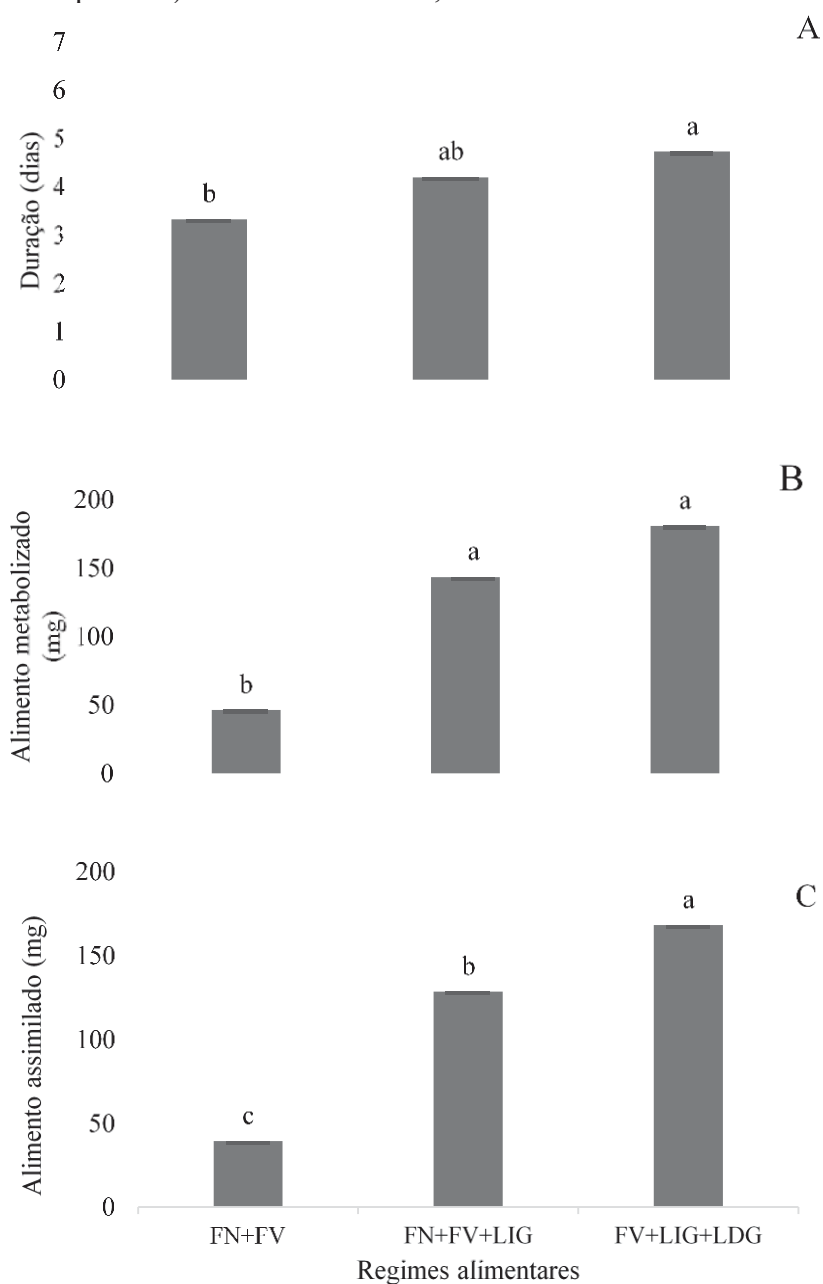 A
7
6
5
4
3
2
1
0
Duração (dias)
b
ab
a
B
200
150
100
50
0
Alimento metabolizado
(mg)
b
a
a
C
200
150
100
50
0
Alimento assimilado (mg)
c
b
a
FN+FV
FN+FV+LIG
FV+LIG+LDG
Regimes alimentares